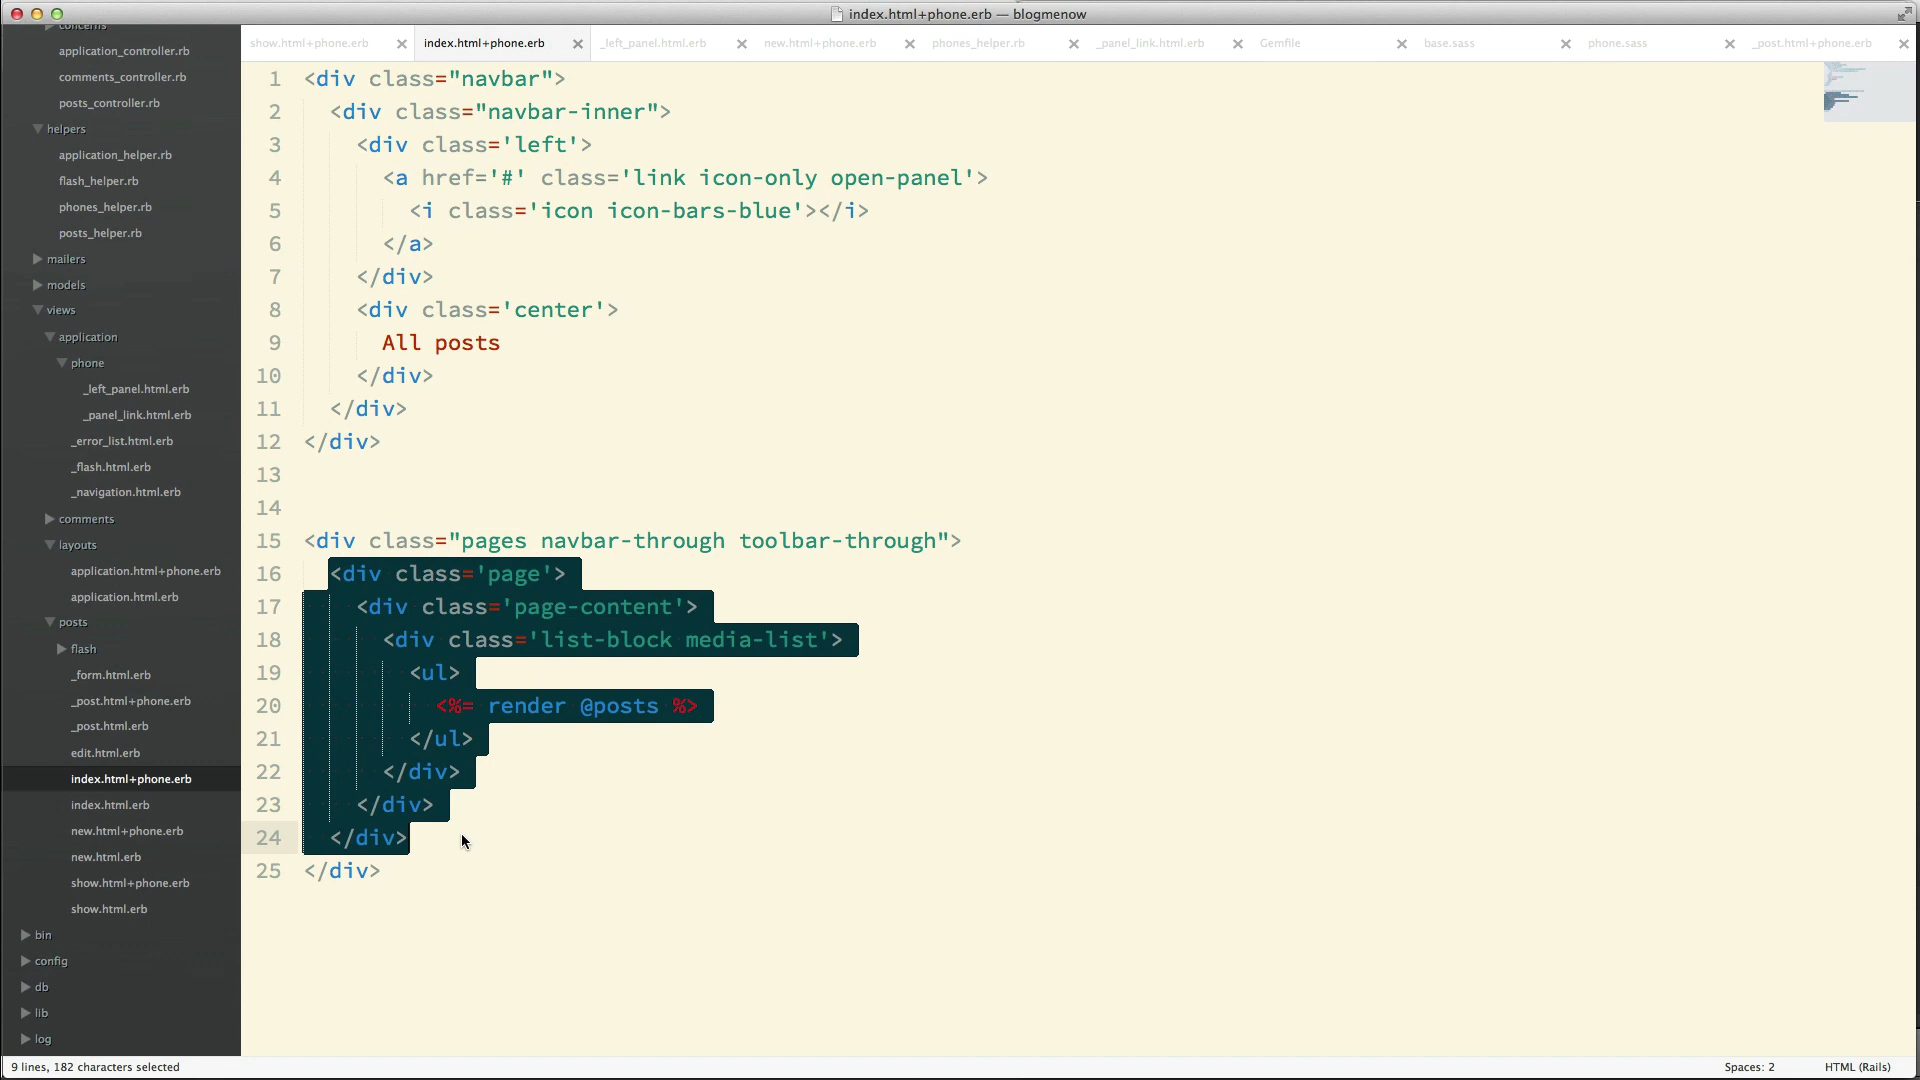 index.html+phone.erb — blogmenow
show.html+phone.erb
index.html+phone.erb
_left_panel.html.erb
new.html+phone.erb
phones_helper.rb
_panel_link.html.erb
Gemfile
base.sass
phone.sass
_post.html+phone.erb
concerns
application_controller.rb
comments_controller.rb
posts_controller.rb
helpers
application_helper.rb
flash_helper.rb
phones_helper.rb
posts_helper.rb
mailers
models
views
application
phone
_left_panel.html.erb
_panel_link.html.erb
_error_list.html.erb
_flash.html.erb
_navigation.html.erb
comments
layouts
application.html+phone.erb
application.html.erb
posts
flash
_form.html.erb
_post.html+phone.erb
_post.html.erb
edit.html.erb
index.html+phone.erb
index.html.erb
new.html+phone.erb
new.html.erb
show.html+phone.erb
show.html.erb
bin
config
db
lib
log
1 <div class="navbar">
2 <div class="navbar-inner">
3 <div class='left'>
4 <a href='#' class='link icon-only open-panel'>
5 <i class='icon icon-bars-blue'></i>
6 </a>
7 </div>
8 <div class='center'>
9 All posts
10 </div>
11 </div>
12 </div>
13
14
15 <div class="pages navbar-through toolbar-through">
16 <div class='page'>
17 <div class='page-content'>
18 <div class='list-block media-list'>
19 <ul>
20 <%= render @posts %>
21 </ul>
22 </div>
23 </div>
24 </div>
25 </div>
9 lines, 182 characters selected
Spaces: 2
HTML (Rails)